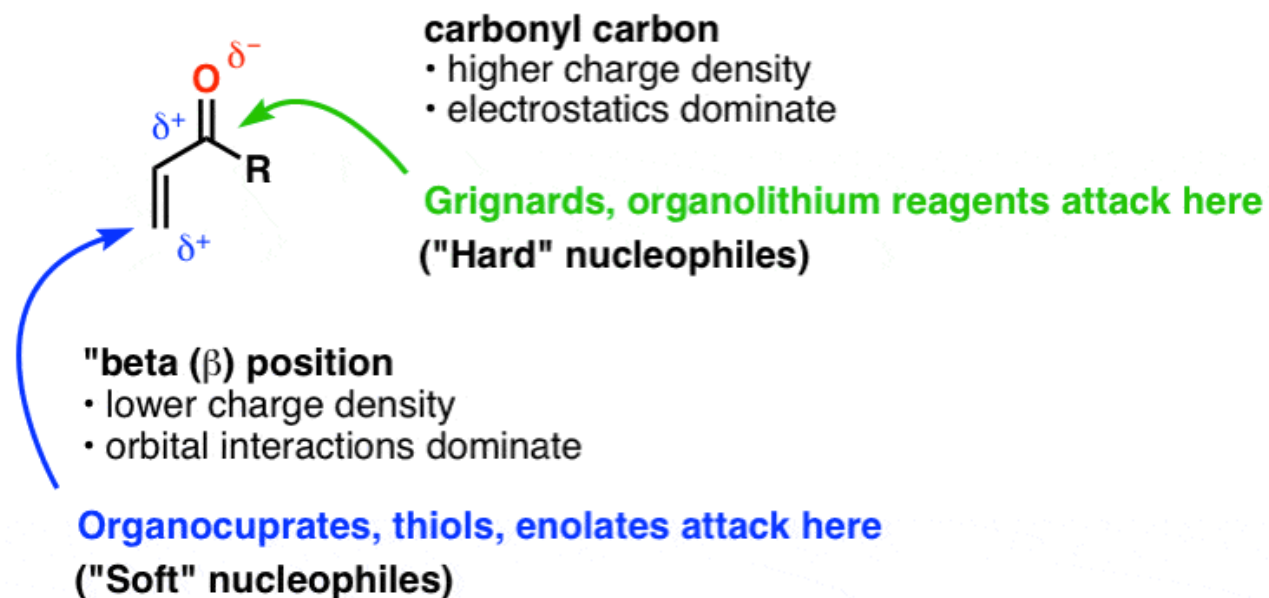 carbonyl carbon
• higher charge density
• electrostatics dominate
O δ⁻
δ⁺
R
δ⁺
Grignards, organolithium reagents attack here
("Hard" nucleophiles)
"beta (β) position
• lower charge density
• orbital interactions dominate
Organocuprates, thiols, enolates attack here
("Soft" nucleophiles)